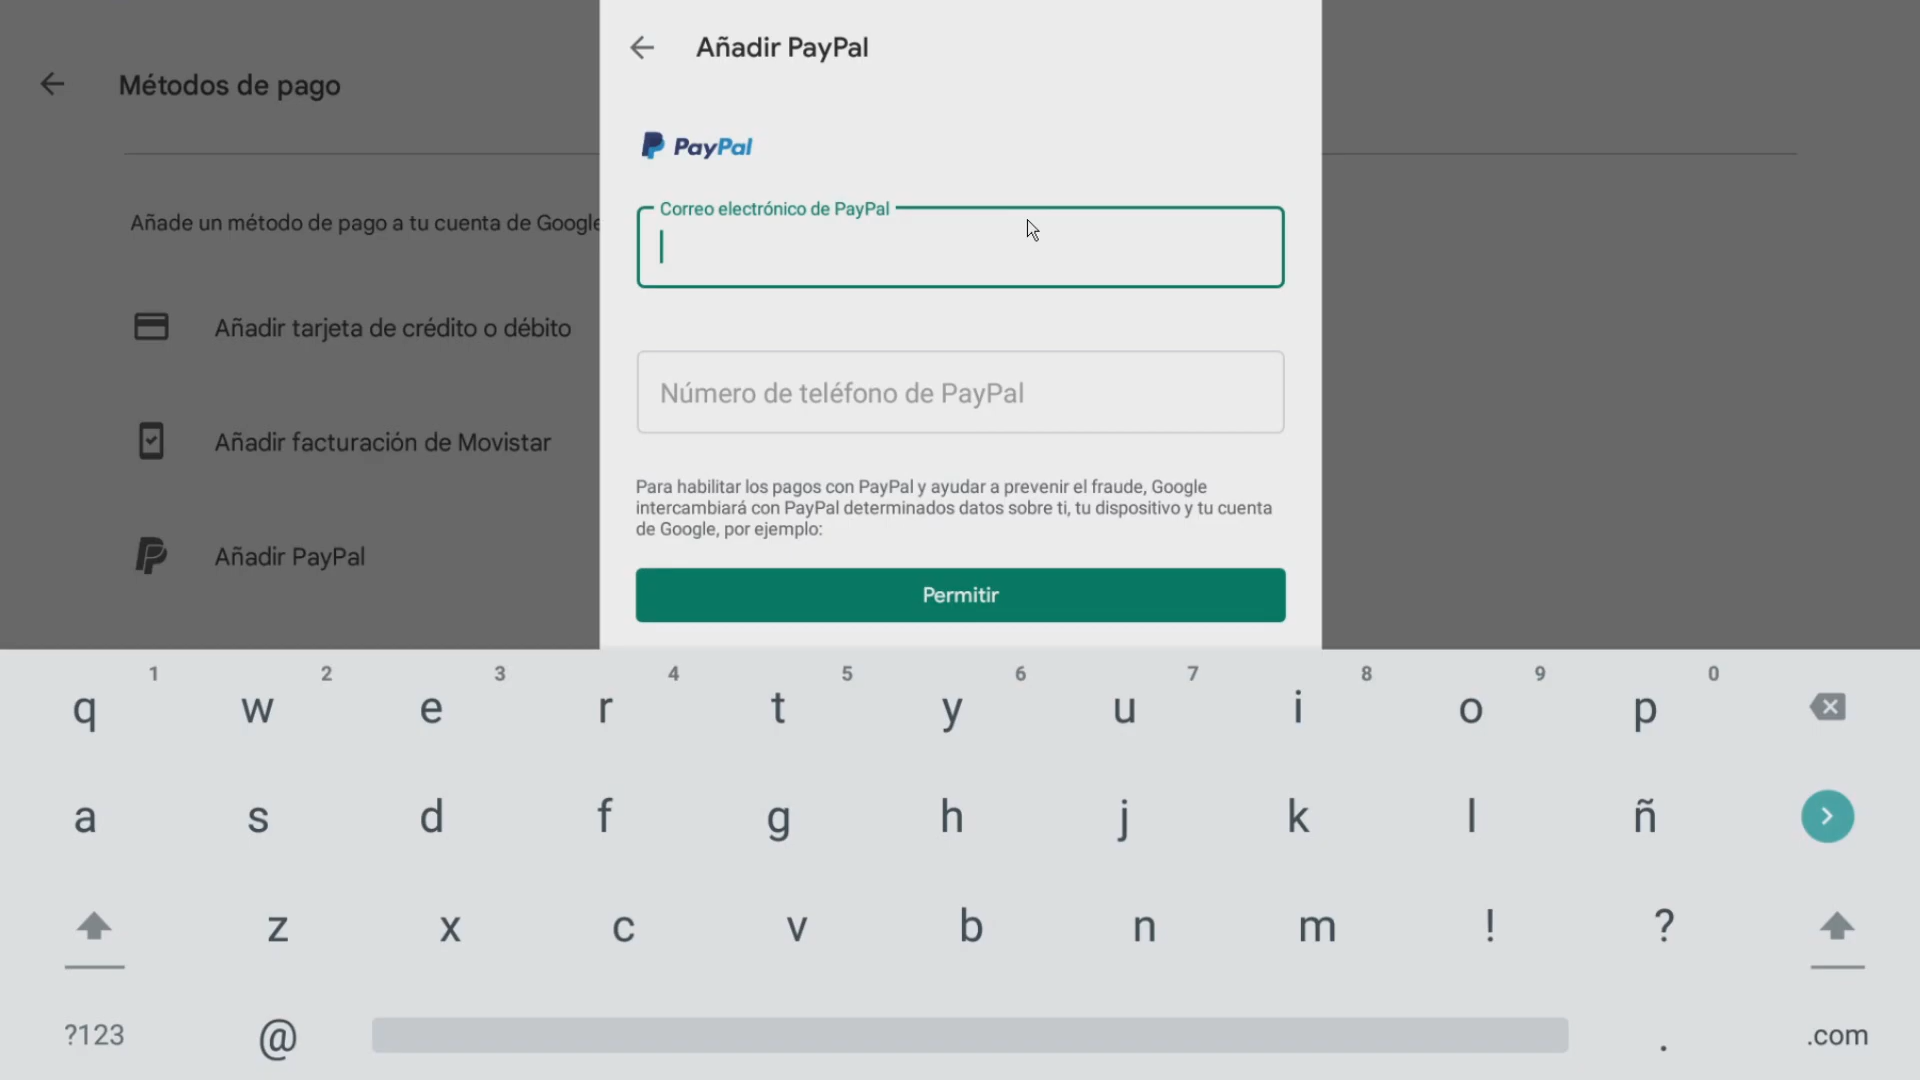 Métodos de pago
Añade un método de pago a tu cuenta de Google
Añadir tarjeta de crédito o débito
Añadir facturación de Movistar
Añadir PayPal
Añadir PayPal
PayPal
Correo electrónico de PayPal
Número de teléfono de PayPal
Para habilitar los pagos con PayPal y ayudar a prevenir el fraude, Google
intercambiará con PayPal determinados datos sobre ti, tu dispositivo y tu cuenta
de Google, por ejemplo:
Permitir
1 2 3 4 5 6 7 8 9 0
q w e r t y u i o p
a s d f g h j k l ñ
z x c v b n m ! ?
?123 @ . .com